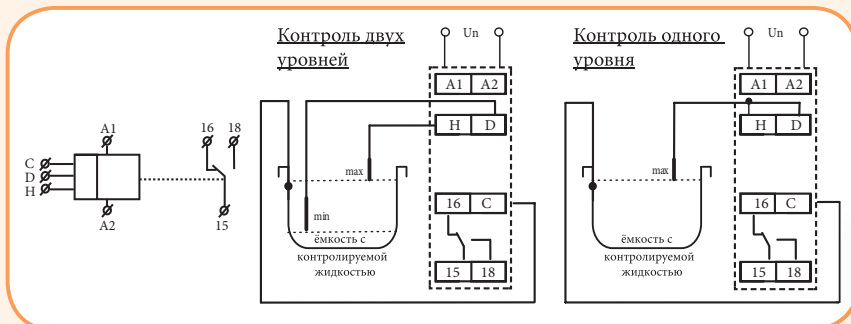 A1
16 18
C
D
H
A2
15
Контроль двух
уровней
Un
A1 A2
H D
max
min
16 C
ёмкость с
контролируемой
жидкостью
15 18
Контроль одного
уровня
Un
A1 A2
H D
max
16 C
ёмкость с
контролируемой
жидкостью
15 18